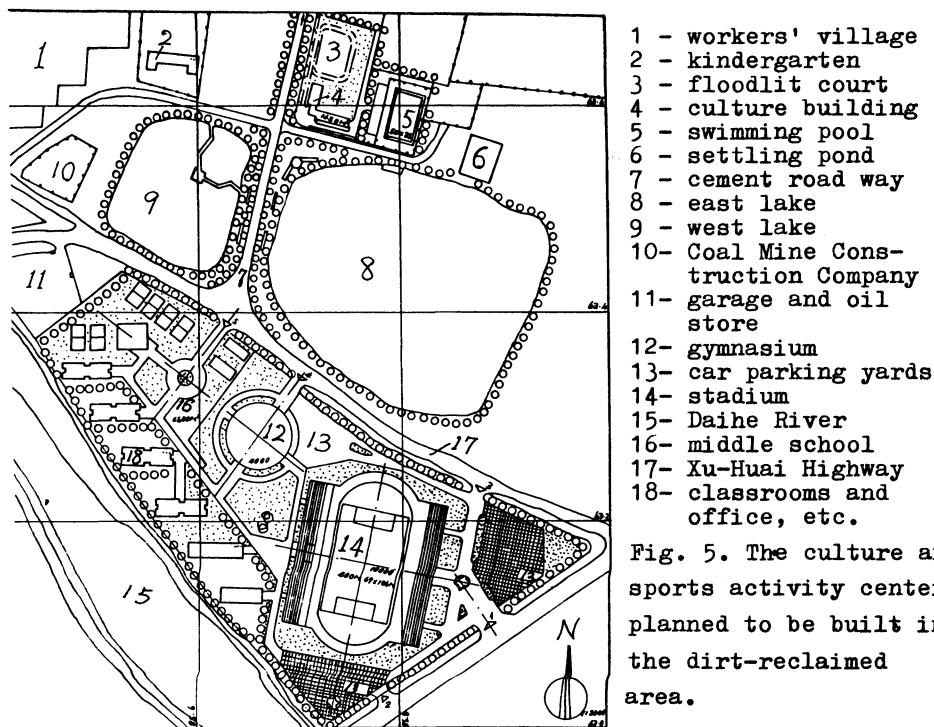 1
2
3
4
5
6
7
8
9
10
11
12
13
14
15
16
17
18
N
1 - workers' village
2 - kindergarten
3 - floodlit court
4 - culture building
5 - swimming pool
6 - settling pond
7 - cement road way
8 - east lake
9 - west lake
10- Coal Mine Cons-
truction Company
11- garage and oil
store
12- gymnasium
13- car parking yards
14- stadium
15- Daihe River
16- middle school
17- Xu-Huai Highway
18- classrooms and
office, etc.
Fig. 5. The culture a
sports activity center
planned to be built i
the dirt-reclaimed
area.